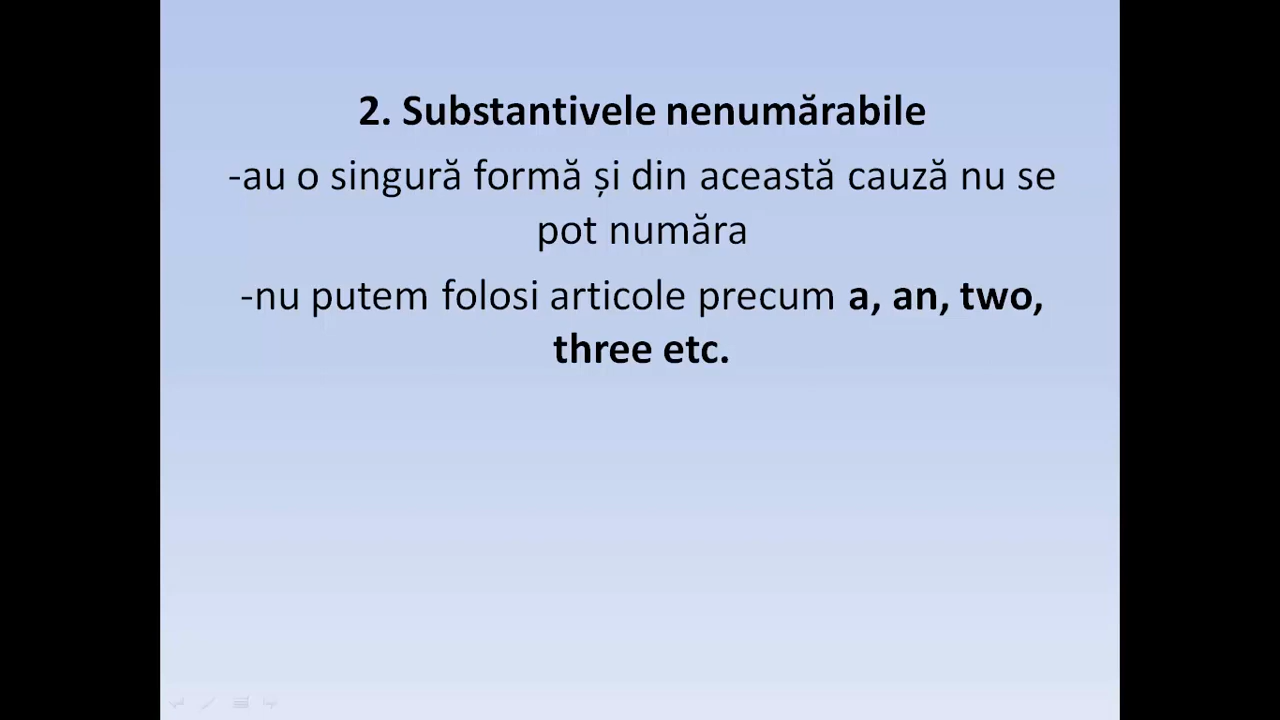 2. Substantivele nenumărabile
-au o singură formă și din această cauză nu se
pot număra
-nu putem folosi articole precum a, an, two,
three etc.